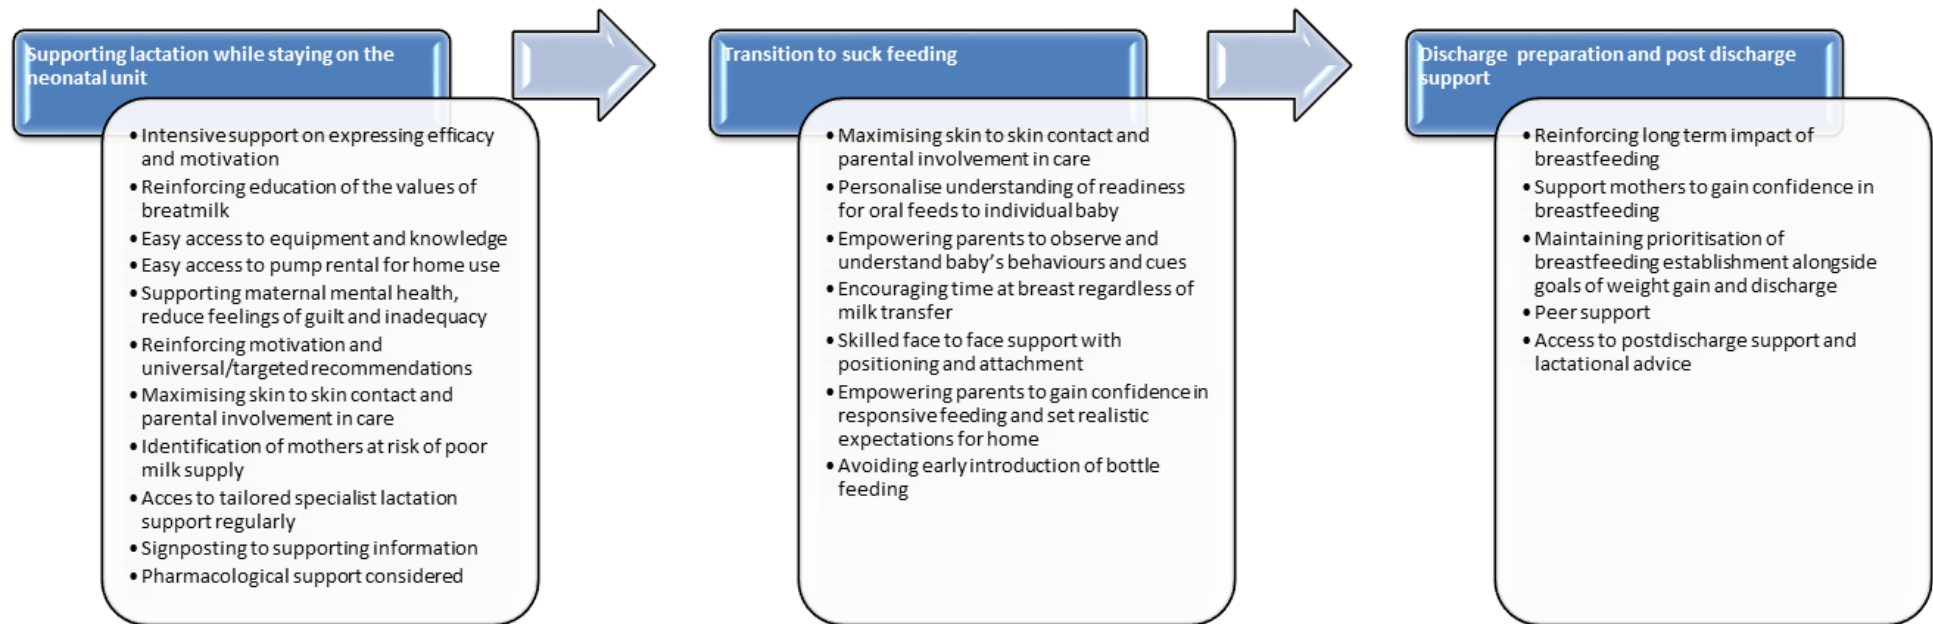 Supporting lactation while staying on the
neonatal unit
• Intensive support on expressing efficacy
and motivation
• Reinforcing education of the values of
breatmilk
• Easy access to equipment and knowledge
• Easy access to pump rental for home use
• Supporting maternal mental health,
reduce feelings of guilt and inadequacy
• Reinforcing motivation and
universal/targeted recommendations
• Maximising skin to skin contact and
parental involvement in care
• Identification of mothers at risk of poor
milk supply
• Acces to tailored specialist lactation
support regularly
• Signposting to supporting information
• Pharmacological support considered
Transition to suck feeding
• Maximising skin to skin contact and
parental involvement in care
• Personalise understanding of readiness
for oral feeds to individual baby
• Empowering parents to observe and
understand baby's behaviours and cues
• Encouraging time at breast regardless of
milk transfer
• Skilled face to face support with
positioning and attachment
• Empowering parents to gain confidence in
responsive feeding and set realistic
expectations for home
• Avoiding early introduction of bottle
feeding
Discharge preparation and post discharge
support
• Reinforcing long term impact of
breastfeeding
• Support mothers to gain confidence in
breastfeeding
• Maintaining prioritisation of
breastfeeding establishment alongside
goals of weight gain and discharge
• Peer support
• Access to postdischarge support and
lactational advice